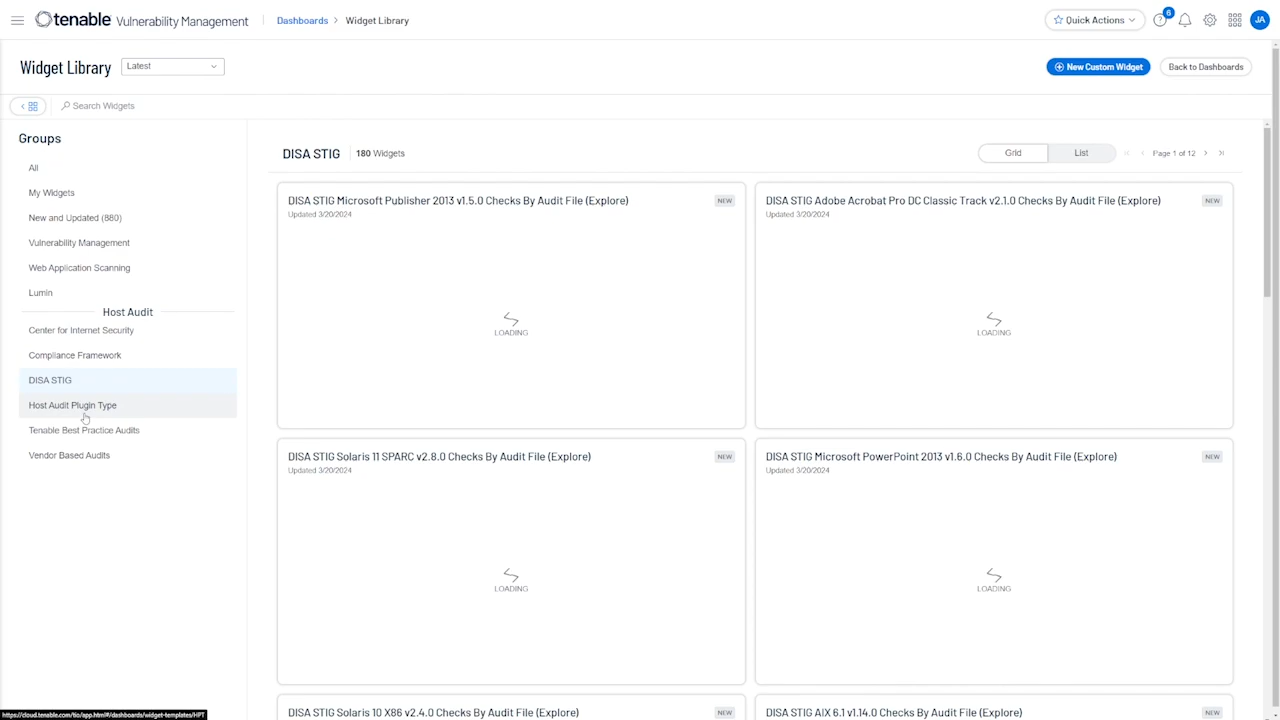 tenable Vulnerability Management Dashboards > Widget Library Quick Actions 6 JA
Widget Library Latest New Custom Widget Back to Dashboards
Search Widgets
Groups
All
My Widgets
New and Updated (880)
Vulnerability Management
Web Application Scanning
Lumin
Host Audit
Center for Internet Security
Compliance Framework
DISA STIG
Host Audit Plugin Type
Tenable Best Practice Audits
Vendor Based Audits
DISA STIG 180 Widgets Grid List Page 1 of 12
DISA STIG Microsoft Publisher 2013 v1.5.0 Checks By Audit File (Explore) NEW
Updated 3/20/2024
LOADING
DISA STIG Adobe Acrobat Pro DC Classic Track v2.1.0 Checks By Audit File (Explore) NEW
Updated 3/20/2024
LOADING
DISA STIG Solaris 11 SPARC v2.8.0 Checks By Audit File (Explore) NEW
Updated 3/20/2024
LOADING
DISA STIG Microsoft PowerPoint 2013 v1.6.0 Checks By Audit File (Explore) NEW
Updated 3/20/2024
LOADING
DISA STIG Solaris 10 X86 v2.4.0 Checks By Audit File (Explore) NEW
DISA STIG AIX 6.1 v1.14.0 Checks By Audit File (Explore) NEW
https://cloud.tenable.com/tio/app.html#/dashboards/widget-templates/HPT